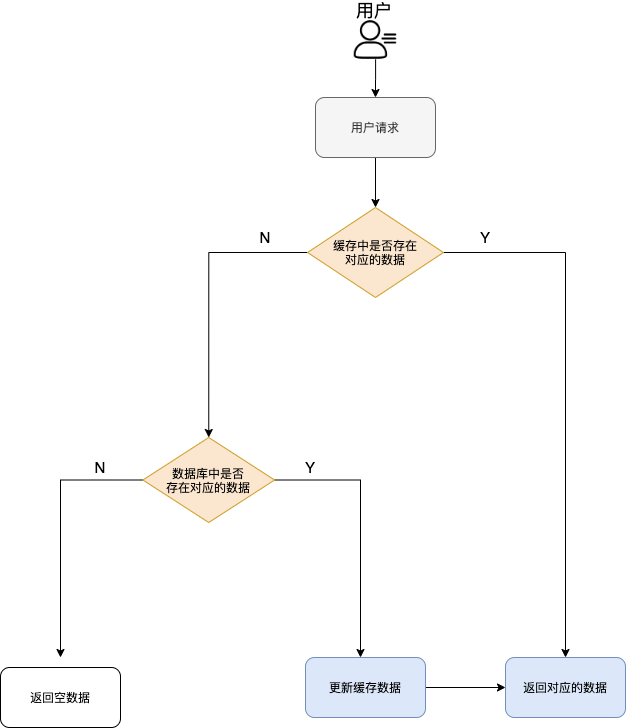 用户
用户请求
N
Y
缓存中是否存在
对应的数据
N
Y
数据库中是否
存在对应的数据
返回空数据
更新缓存数据
返回对应的数据